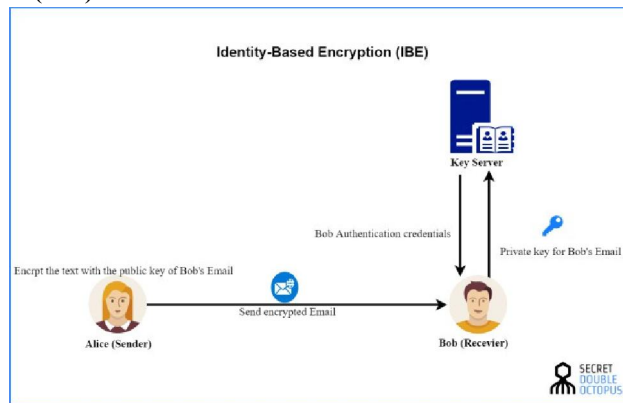 Identity-Based Encryption (IBE)
Key Server
Bob Authentication credentials
Private key for Bob's Email
Encrpt the text with the public key of Bob's Email
Send encrypted Email
Alice (Sender)
Bob (Recevier)
SECRET
DOUBLE
OCTOPUS